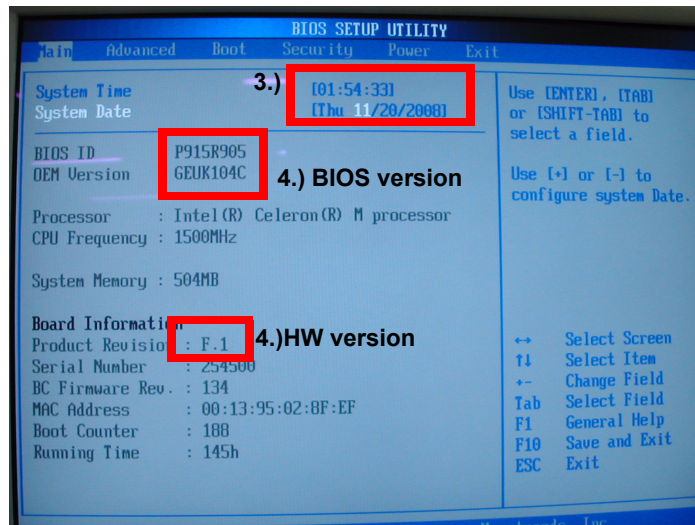 BIOS SETUP UTILITY
Main Advanced Boot Security Power Exit
System Time [01:54:33]
System Date [Thu 11/20/2008]
3.)
BIOS ID P915R905
OEM Version GEUK104C
4.) BIOS version
Processor : Intel(R) Celeron(R) M processor
CPU Frequency : 1500MHz
System Memory : 504MB
Board Information
Product Revision : F.1
4.)HW version
Serial Number : 254500
BC Firmware Rev. : 134
MAC Address : 00:13:95:02:8F:EF
Boot Counter : 188
Running Time : 145h
Use [ENTER], [TAB]
or [SHIFT-TAB] to
select a field.
Use [+] or [-] to
configure system Date.
↔ Select Screen
↑↓ Select Item
+- Change Field
Tab Select Field
F1 General Help
F10 Save and Exit
ESC Exit
Inc